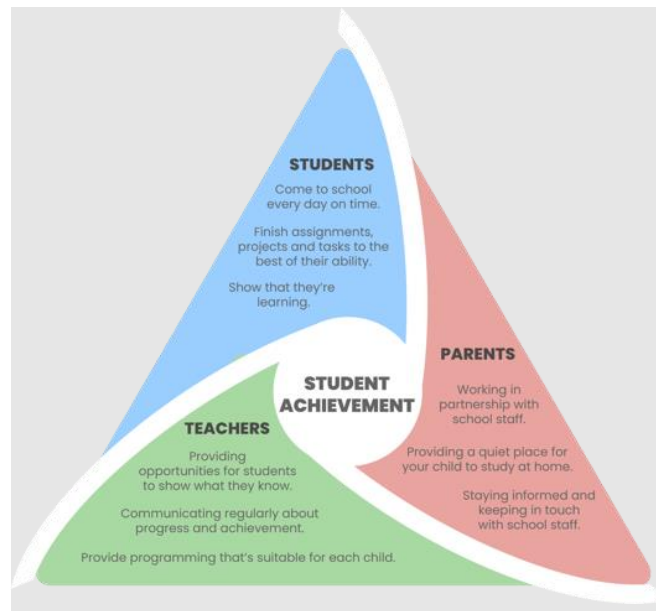 STUDENTS
Come to school
every day on time.
Finish assignments,
projects and tasks to the
best of their ability.
Show that they're
learning.
STUDENT
ACHIEVEMENT
PARENTS
Working in
partnership with
school staff.
Providing a quiet place for
your child to study at home.
Staying informed and
keeping in touch
with school staff.
TEACHERS
Providing
opportunities for students
to show what they know.
Communicating regularly about
progress and achievement.
Provide programming that's suitable for each child.